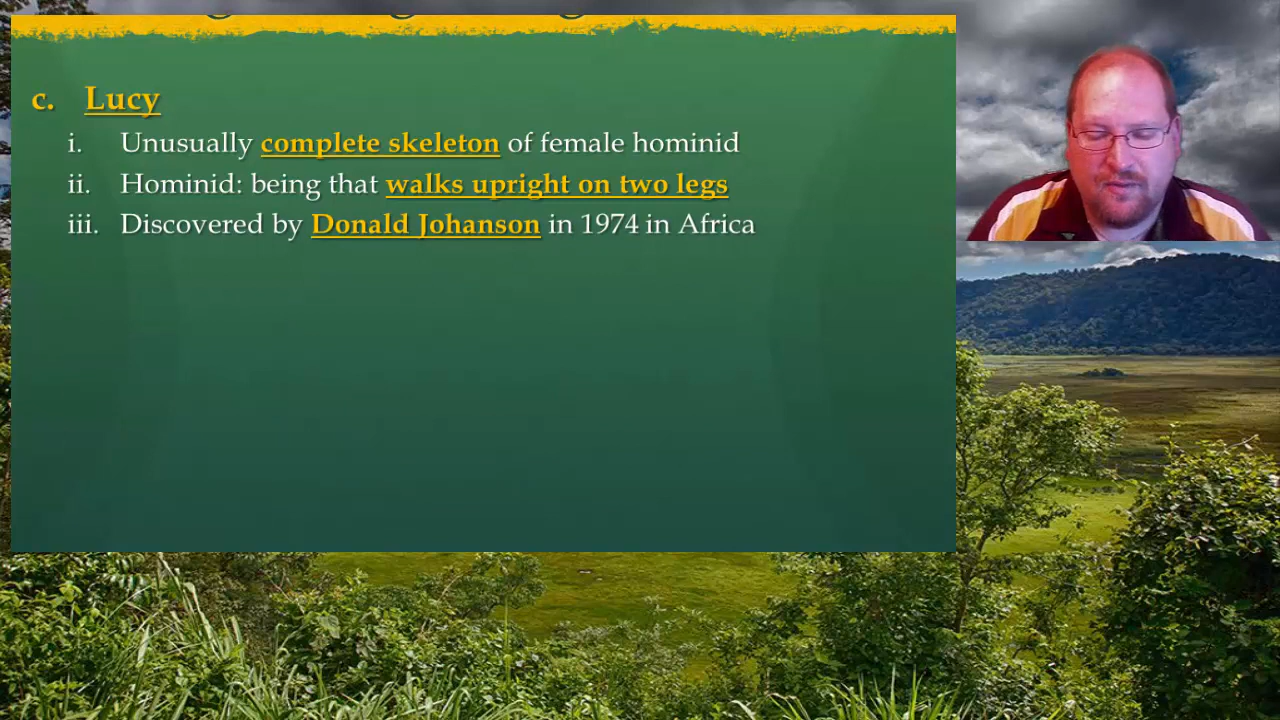 c. Lucy
i. Unusually complete skeleton of female hominid
ii. Hominid: being that walks upright on two legs
iii. Discovered by Donald Johanson in 1974 in Africa